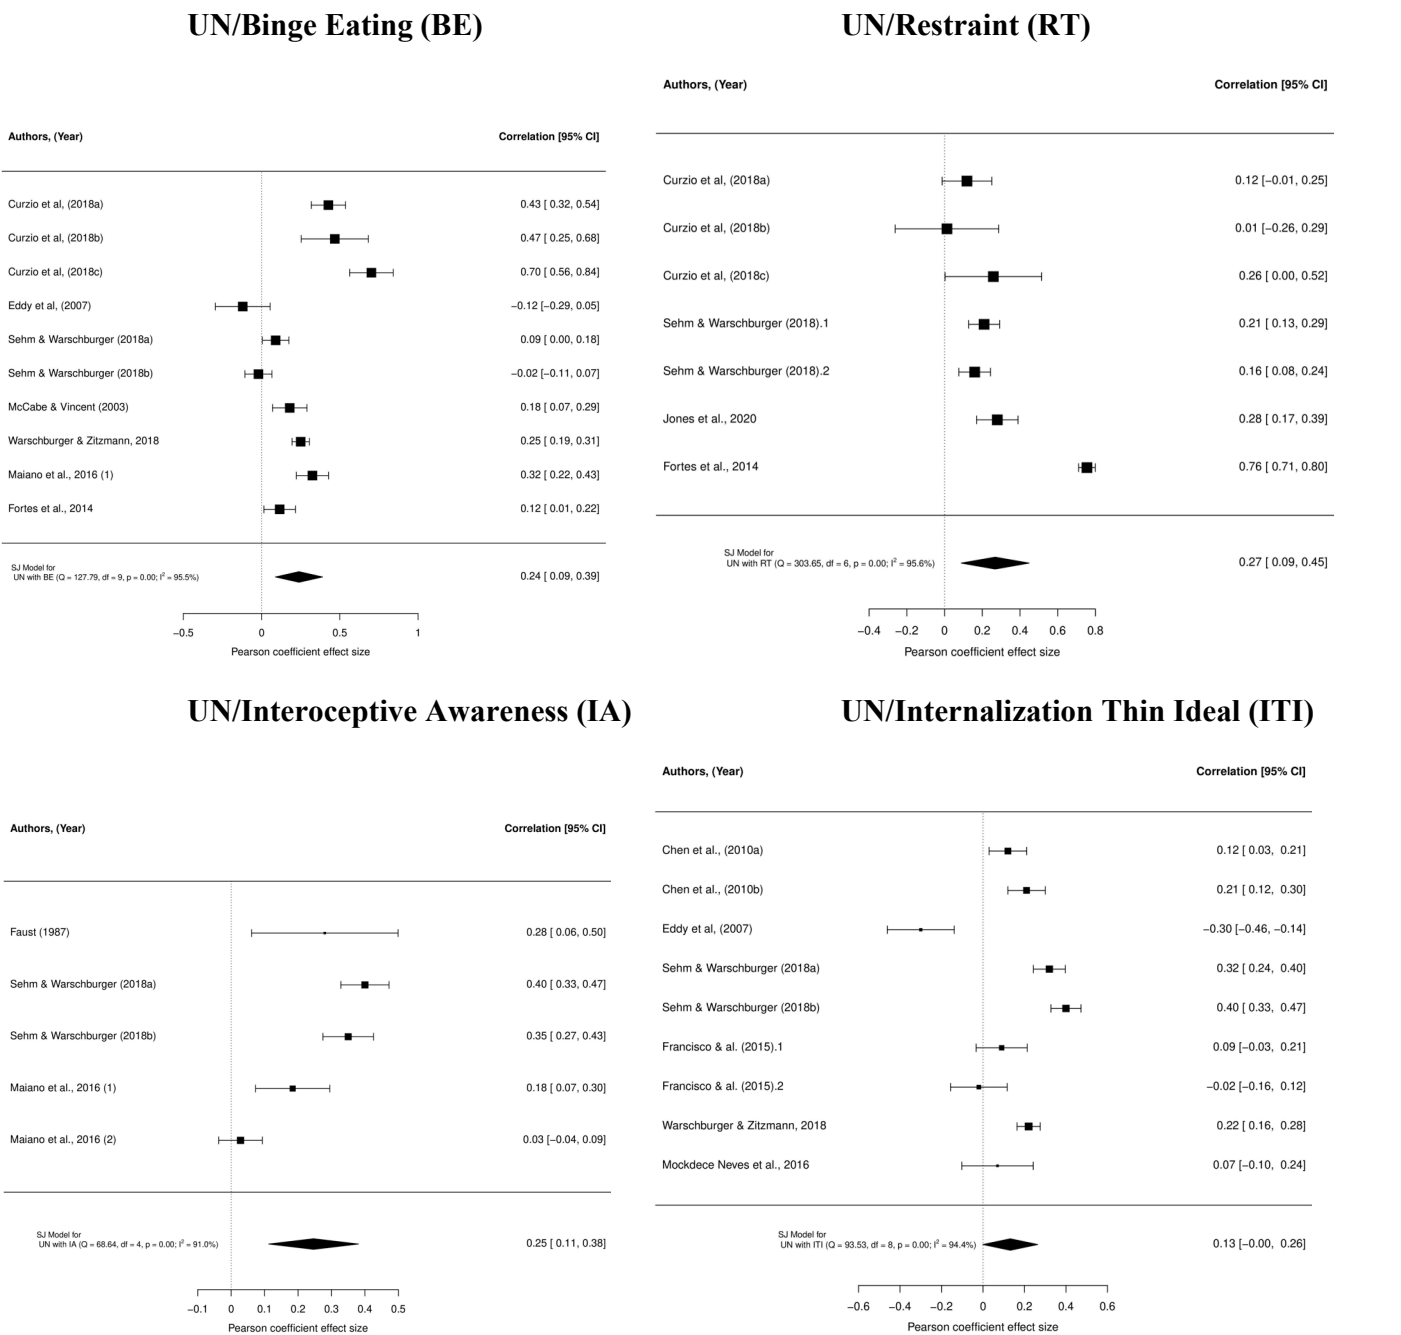 UN/Binge Eating (BE)
Authors, (Year) Correlation [95% CI]
Curzio et al, (2018a) 0.43 [ 0.32, 0.54]
Curzio et al, (2018b) 0.47 [ 0.25, 0.68]
Curzio et al, (2018c) 0.70 [ 0.56, 0.84]
Eddy et al, (2007) −0.12 [−0.29, 0.05]
Sehm & Warschburger (2018a) 0.09 [ 0.00, 0.18]
Sehm & Warschburger (2018b) −0.02 [−0.11, 0.07]
McCabe & Vincent (2003) 0.18 [ 0.07, 0.29]
Warschburger & Zitzmann, 2018 0.25 [ 0.19, 0.31]
Maiano et al., 2016 (1) 0.32 [ 0.22, 0.43]
Fortes et al., 2014 0.12 [ 0.01, 0.22]
SJ Model for
UN with BE (Q = 127.79, df = 9, p = 0.00; I² = 95.5%) 0.24 [ 0.09, 0.39]
−0.5 0 0.5 1
Pearson coefficient effect size
UN/Restraint (RT)
Authors, (Year) Correlation [95% CI]
Curzio et al, (2018a) 0.12 [−0.01, 0.25]
Curzio et al, (2018b) 0.01 [−0.26, 0.29]
Curzio et al, (2018c) 0.26 [ 0.00, 0.52]
Sehm & Warschburger (2018).1 0.21 [ 0.13, 0.29]
Sehm & Warschburger (2018).2 0.16 [ 0.08, 0.24]
Jones et al., 2020 0.28 [ 0.17, 0.39]
Fortes et al., 2014 0.76 [ 0.71, 0.80]
SJ Model for
UN with RT (Q = 303.65, df = 6, p = 0.00; I² = 95.6%) 0.27 [ 0.09, 0.45]
−0.4 −0.2 0 0.2 0.4 0.6 0.8
Pearson coefficient effect size
UN/Interoceptive Awareness (IA)
Authors, (Year) Correlation [95% CI]
Faust (1987) 0.28 [ 0.06, 0.50]
Sehm & Warschburger (2018a) 0.40 [ 0.33, 0.47]
Sehm & Warschburger (2018b) 0.35 [ 0.27, 0.43]
Maiano et al., 2016 (1) 0.18 [ 0.07, 0.30]
Maiano et al., 2016 (2) 0.03 [−0.04, 0.09]
SJ Model for
UN with IA (Q = 68.64, df = 4, p = 0.00; I² = 91.0%) 0.25 [ 0.11, 0.38]
−0.1 0 0.1 0.2 0.3 0.4 0.5
Pearson coefficient effect size
UN/Internalization Thin Ideal (ITI)
Authors, (Year) Correlation [95% CI]
Chen et al., (2010a) 0.12 [ 0.03, 0.21]
Chen et al., (2010b) 0.21 [ 0.12, 0.30]
Eddy et al, (2007) −0.30 [−0.46, −0.14]
Sehm & Warschburger (2018a) 0.32 [ 0.24, 0.40]
Sehm & Warschburger (2018b) 0.40 [ 0.33, 0.47]
Francisco & al. (2015).1 0.09 [−0.03, 0.21]
Francisco & al. (2015).2 −0.02 [−0.16, 0.12]
Warschburger & Zitzmann, 2018 0.22 [ 0.16, 0.28]
Mockdece Neves et al., 2016 0.07 [−0.10, 0.24]
SJ Model for
UN with ITI (Q = 93.53, df = 8, p = 0.00; I² = 94.4%) 0.13 [−0.00, 0.26]
−0.6 −0.4 −0.2 0 0.2 0.4 0.6
Pearson coefficient effect size